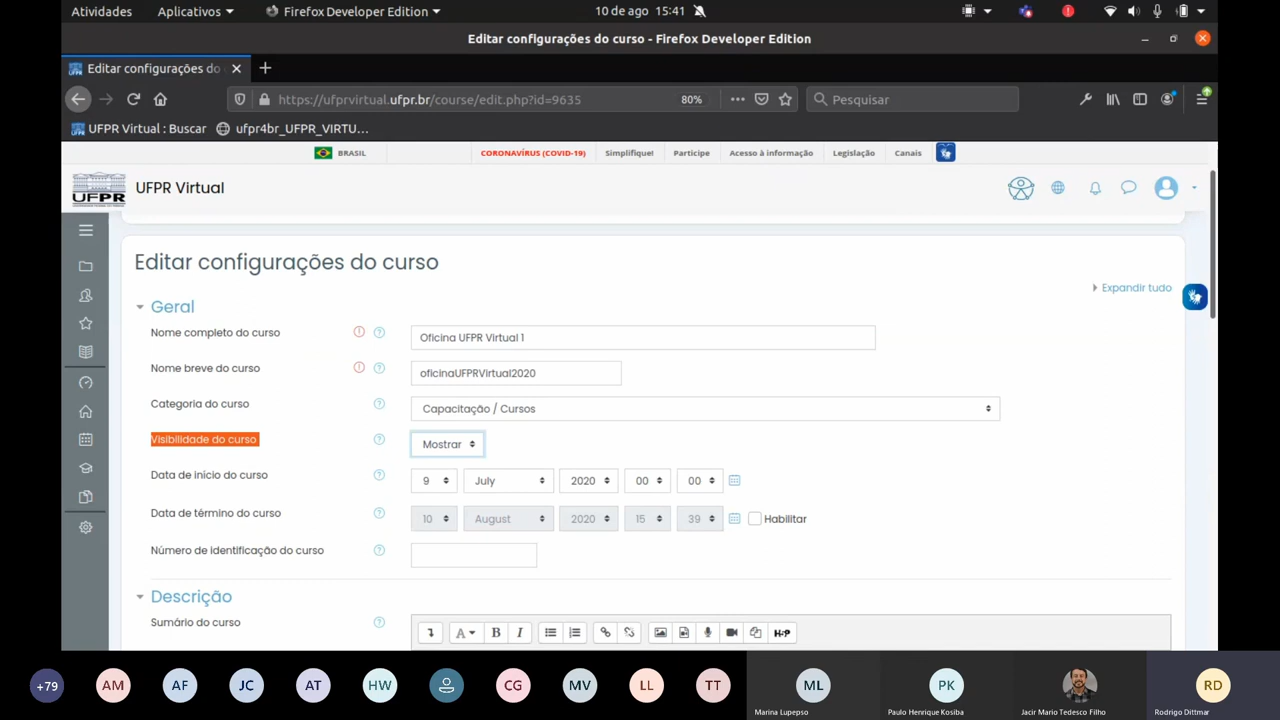 Atividades Aplicativos Firefox Developer Edition 10 de ago 15:41
Editar configurações do curso - Firefox Developer Edition
Editar configurações do
https://ufprvirtual.ufpr.br/course/edit.php?id=9635 80% Pesquisar
UFPR Virtual : Buscar ufpr4br_UFPR_VIRTU...
BRASIL CORONAVÍRUS (COVID-19) Simplifique! Participe Acesso à informação Legislação Canais
UFPR UFPR Virtual
Editar configurações do curso
Expandir tudo
Geral
Nome completo do curso Oficina UFPR Virtual 1
Nome breve do curso oficinaUFPRVirtual2020
Categoria do curso Capacitação / Cursos
Visibilidade do curso Mostrar
Data de início do curso 9 July 2020 00 00
Data de término do curso 10 August 2020 15 39 Habilitar
Número de identificação do curso
Descrição
Sumário do curso A B I H-P
+79 AM AF JC AT HW CG MV LL TT ML PK RD
Marina Lupepso Paulo Henrique Kosiba Jacir Mario Tedesco Filho Rodrigo Dittmar